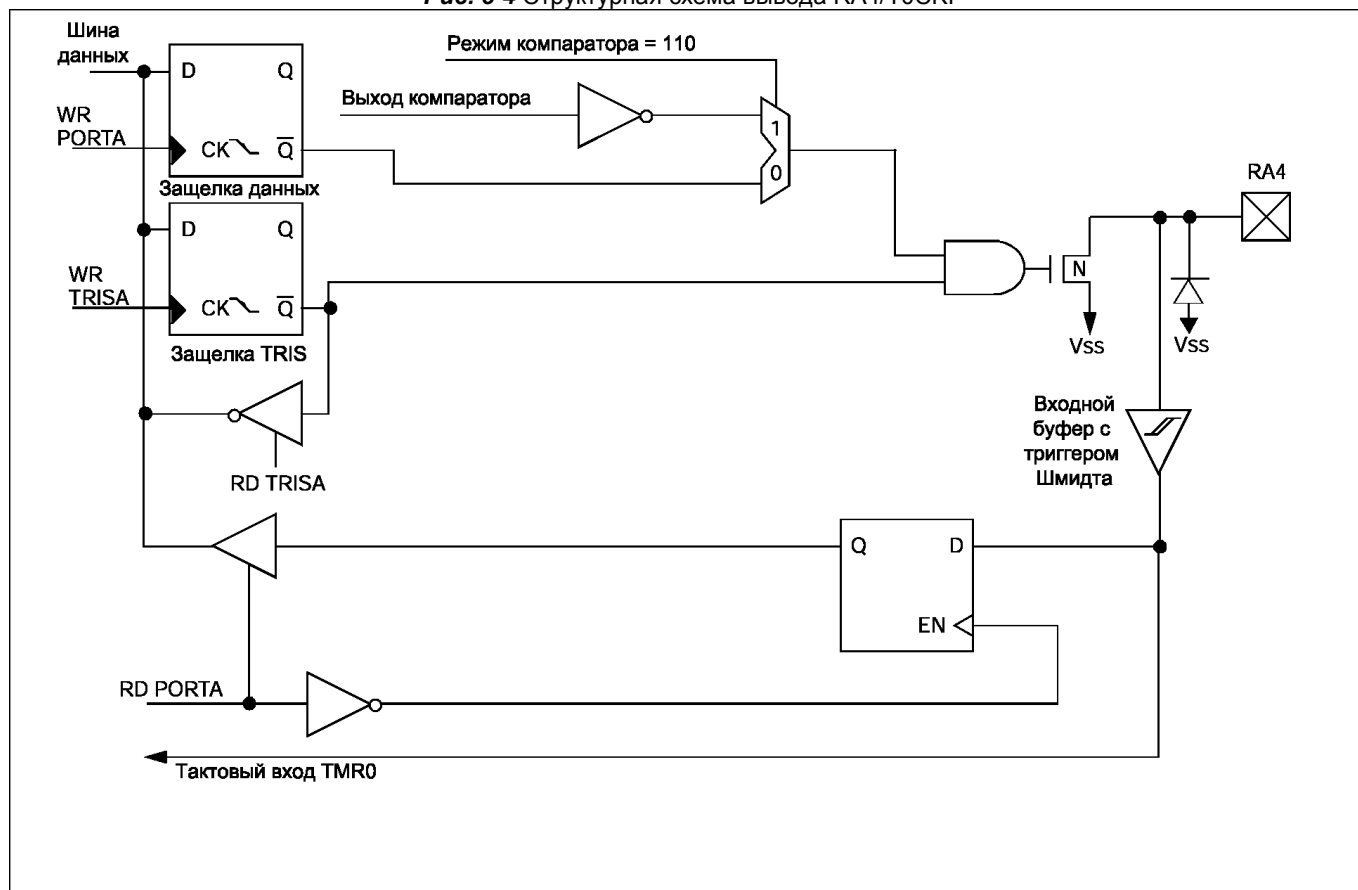 Шина
данных
Режим компаратора = 110
D Q
Выход компаратора
WR
PORTA
1
CK Q
0
RA4
Защелка данных
D Q
WR
TRISA
N
CK Q
Vss
Vss
Защелка TRIS
Входной
буфер с
триггером
Шмидта
RD TRISA
Q D
EN
RD PORTA
Тактовый вход TMR0